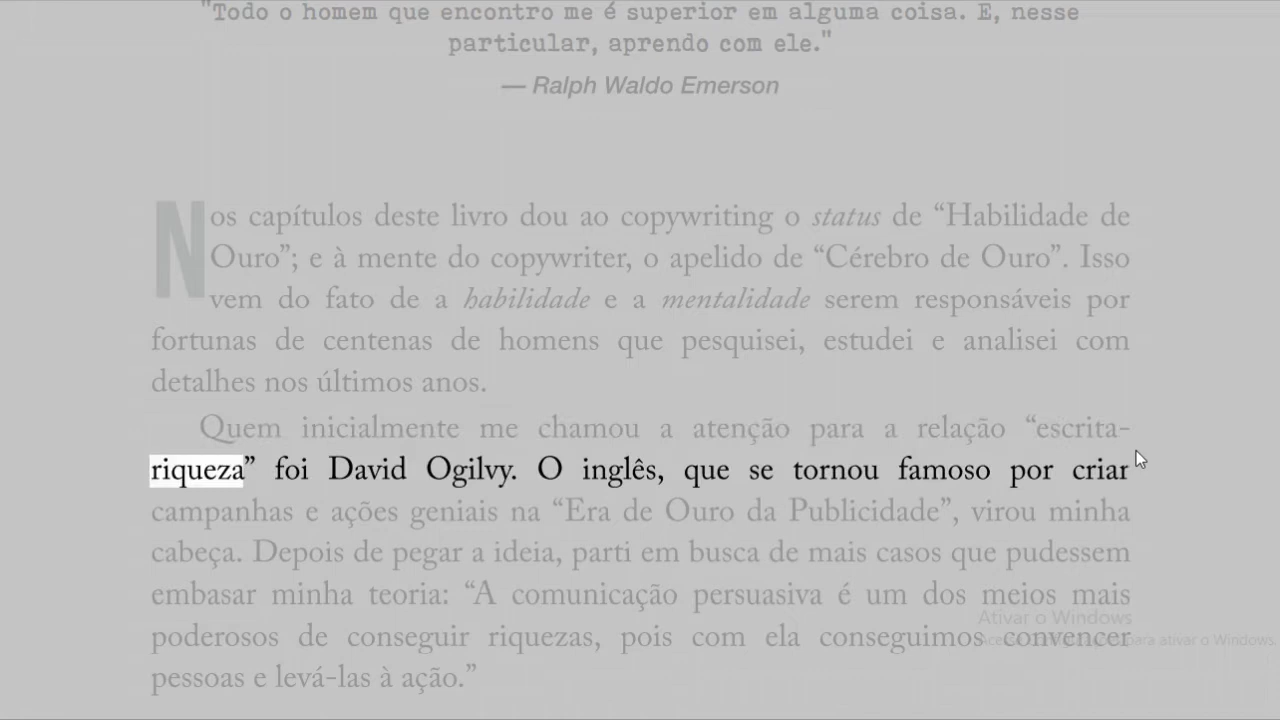 "Todo o homem que encontro me é superior em alguma coisa. E, nesse
particular, aprendo com ele."
— Ralph Waldo Emerson
Nos capítulos deste livro dou ao copywriting o status de “Habilidade de
Ouro”; e à mente do copywriter, o apelido de “Cérebro de Ouro”. Isso
vem do fato de a habilidade e a mentalidade serem responsáveis por
fortunas de centenas de homens que pesquisei, estudei e analisei com
detalhes nos últimos anos.
Quem inicialmente me chamou a atenção para a relação “escrita-
riqueza” foi David Ogilvy. O inglês, que se tornou famoso por criar
campanhas e ações geniais na “Era de Ouro da Publicidade”, virou minha
cabeça. Depois de pegar a ideia, parti em busca de mais casos que pudessem
embasar minha teoria: “A comunicação persuasiva é um dos meios mais
poderosos de conseguir riquezas, pois com ela conseguimos convencer
pessoas e levá-las à ação.”
Ativar o Windows
para ativar o Windows.